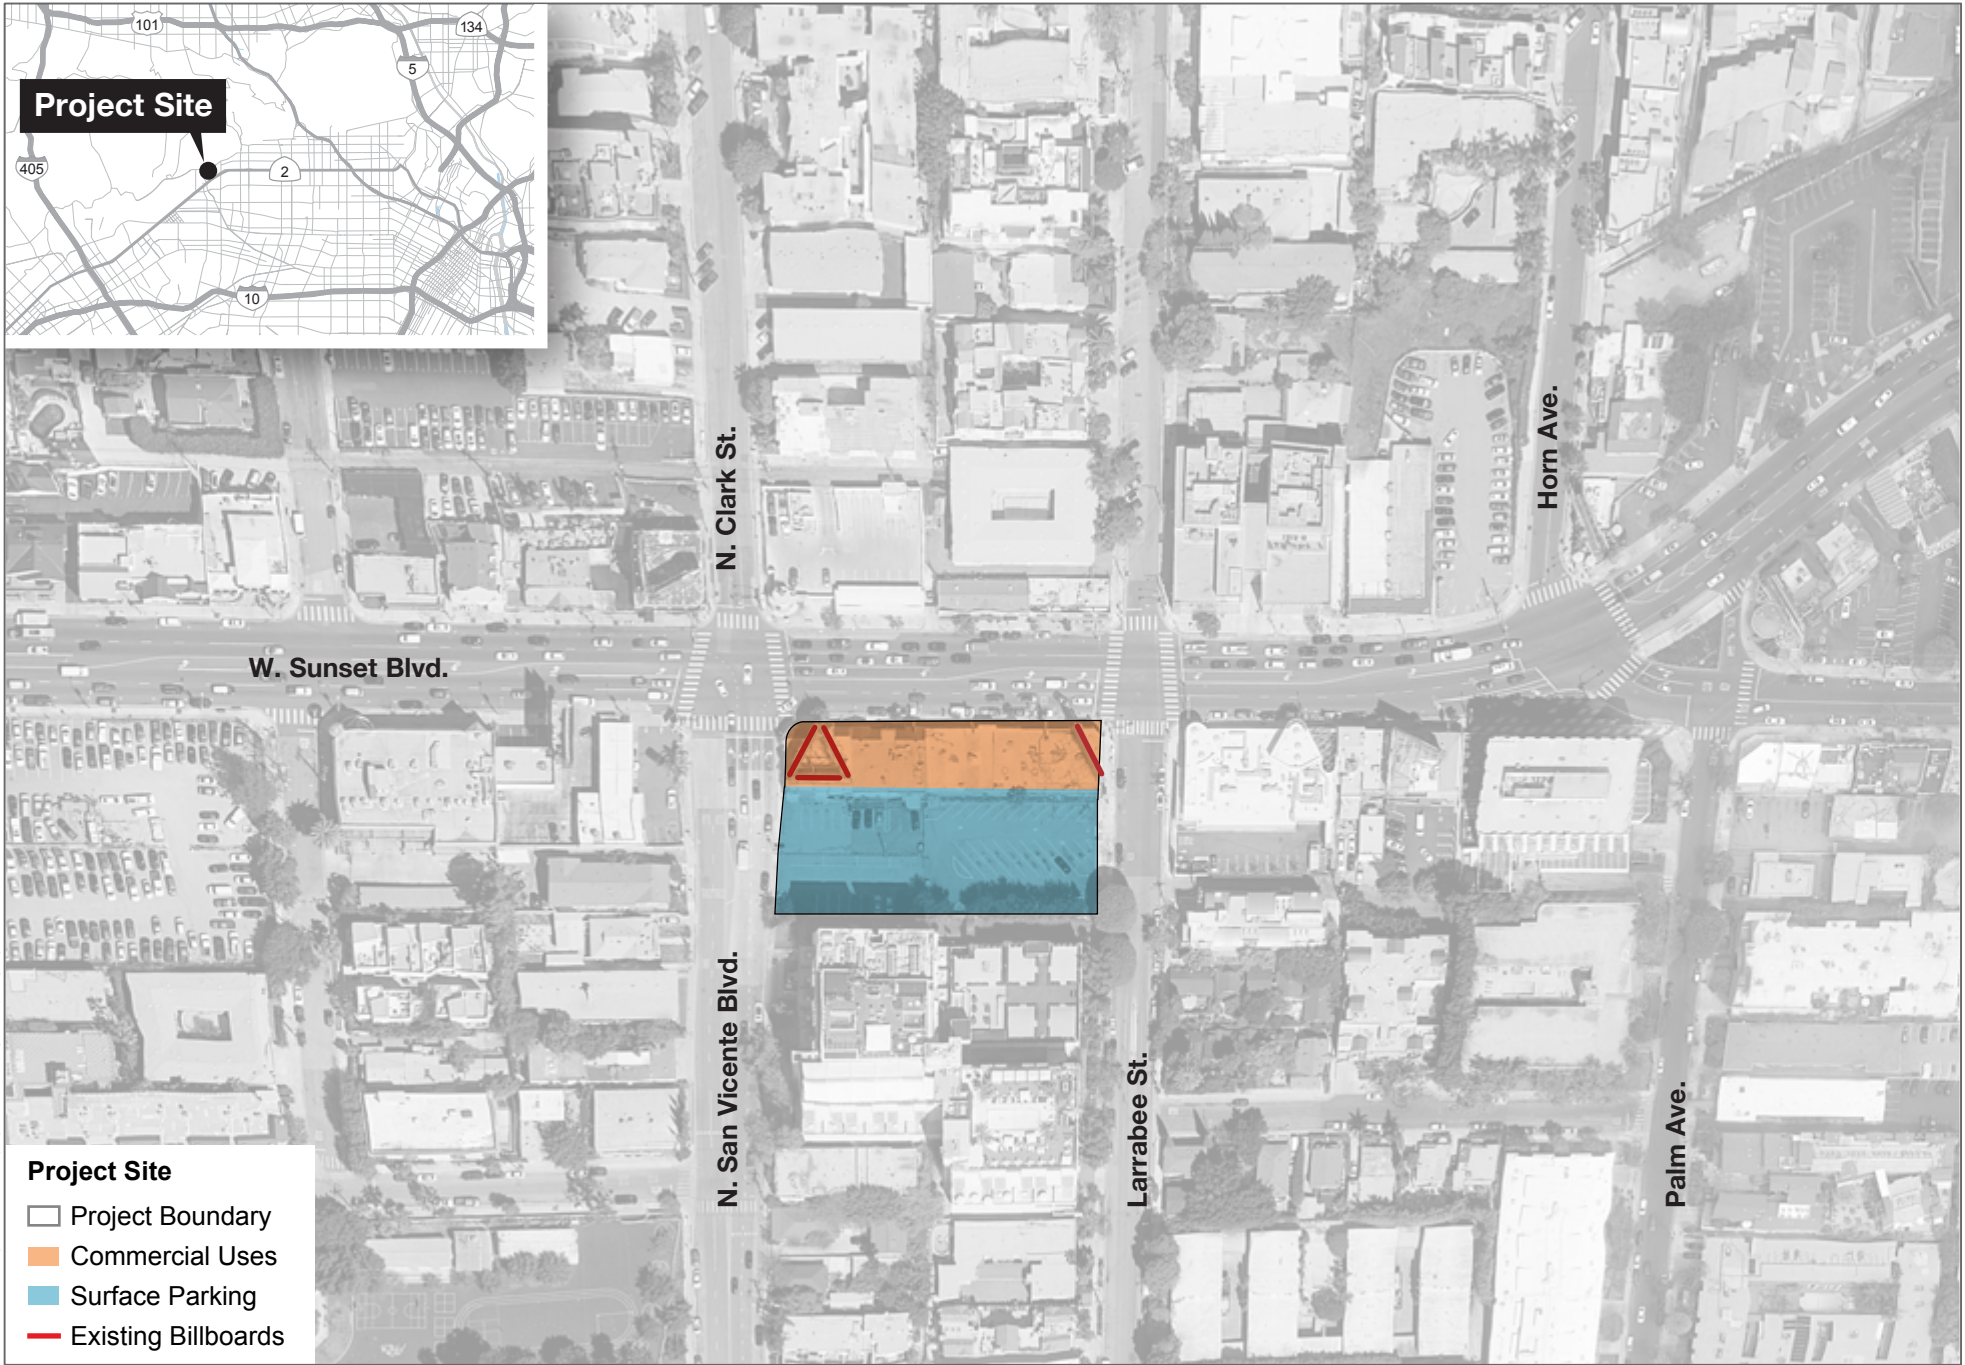 101
134
5
Project Site
405
2
10
N. Clark St.
Horn Ave.
W. Sunset Blvd.
N. San Vicente Blvd.
Larrabee St.
Palm Ave.
Project Site
Project Boundary
Commercial Uses
Surface Parking
Existing Billboards